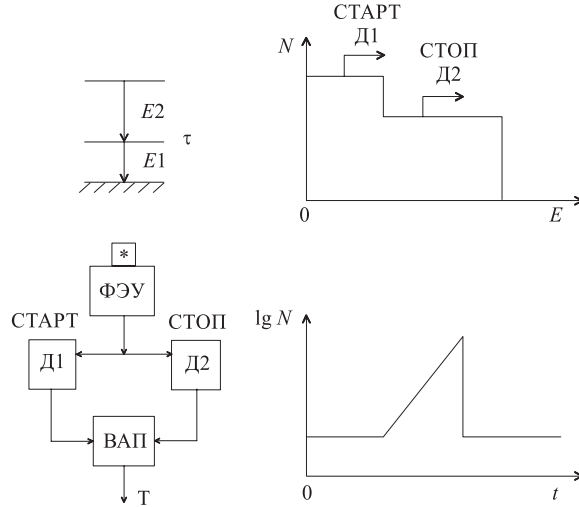 E2
τ
E1
СТАРТ
Д1
N
СТОП
Д2
0
E
*
ФЭУ
СТАРТ
СТОП
Д1
Д2
ВАП
T
lg N
0
t